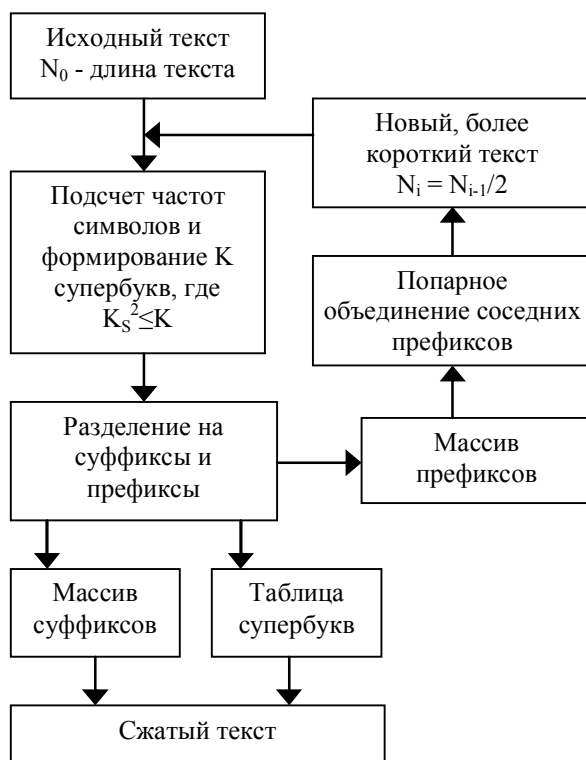 Исходный текст
N₀ - длина текста
Новый, более
короткий текст
Nᵢ = Nᵢ₋₁/2
Подсчет частот
символов и
формирование K
супербукв, где
K_S²≤K
Попарное
объединение соседних
префиксов
Разделение на
суффиксы и
префиксы
Массив
префиксов
Массив
суффиксов
Таблица
супербукв
Сжатый текст